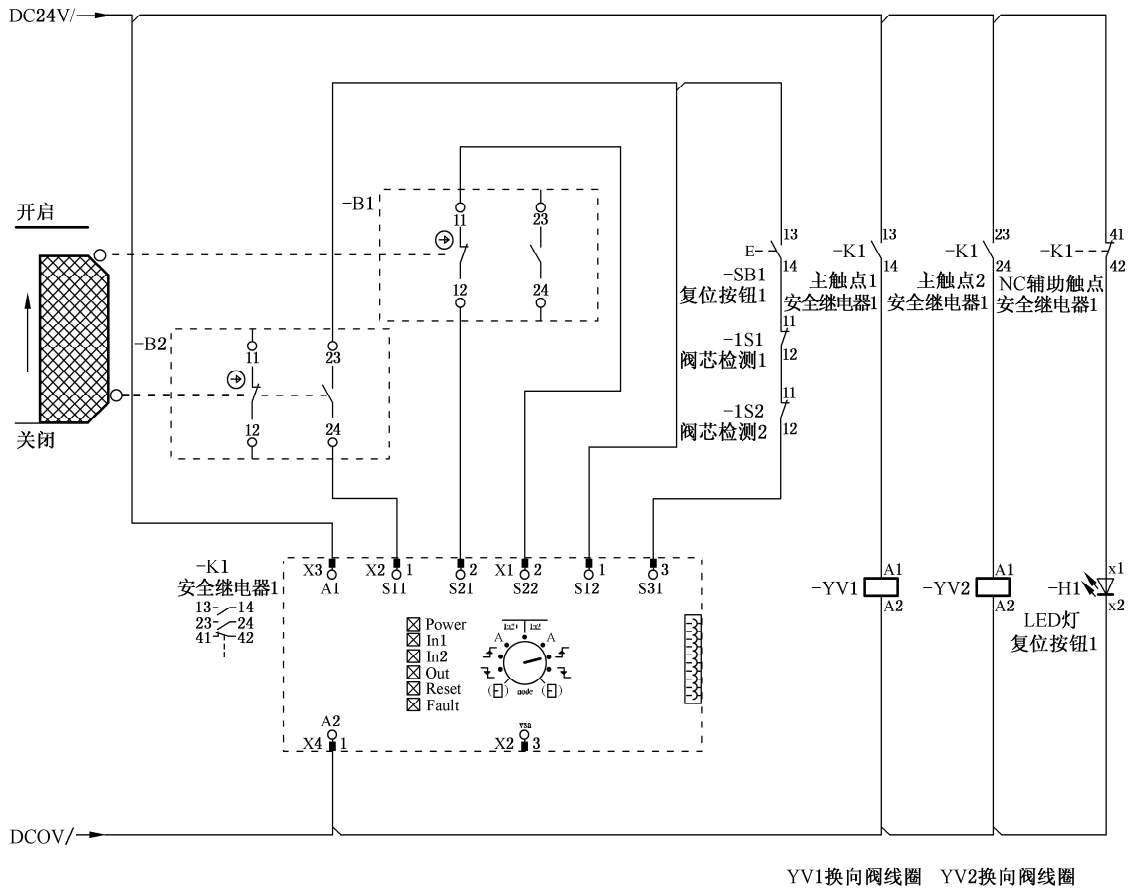 DC24V/
开启
关闭
-B1
11
23
12
24
-B2
11
23
12
24
E
13
14
-SB1
复位按钮1
11
-1S1
12
阀芯检测1
11
-1S2
12
阀芯检测2
13
-K1
14
主触点1
安全继电器1
23
-K1
24
主触点2
安全继电器1
41
-K1
42
NC辅助触点
安全继电器1
-K1
安全继电器1
13 14
23 24
41 42
X3
A1
X2 1
S11
2
S21
X1 2
S22
1
S12
3
S31
Power
In1
In2
Out
Reset
Fault
In2
A A
mode
A2
X4 1
X2 3
A1
-YV1
A2
A1
-YV2
A2
x1
-H1
x2
LED灯
复位按钮1
DCOV/
YV1换向阀线圈 YV2换向阀线圈